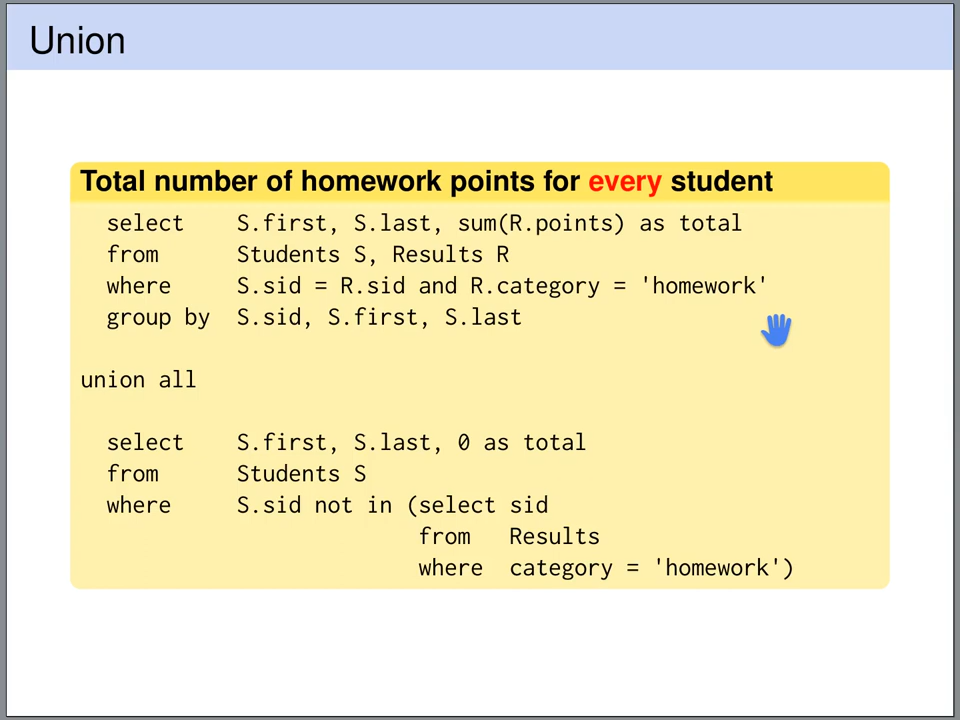 Union
Total number of homework points for every student
select S.first, S.last, sum(R.points) as total
from Students S, Results R
where S.sid = R.sid and R.category = 'homework'
group by S.sid, S.first, S.last
union all
select S.first, S.last, 0 as total
from Students S
where S.sid not in (select sid
from Results
where category = 'homework')